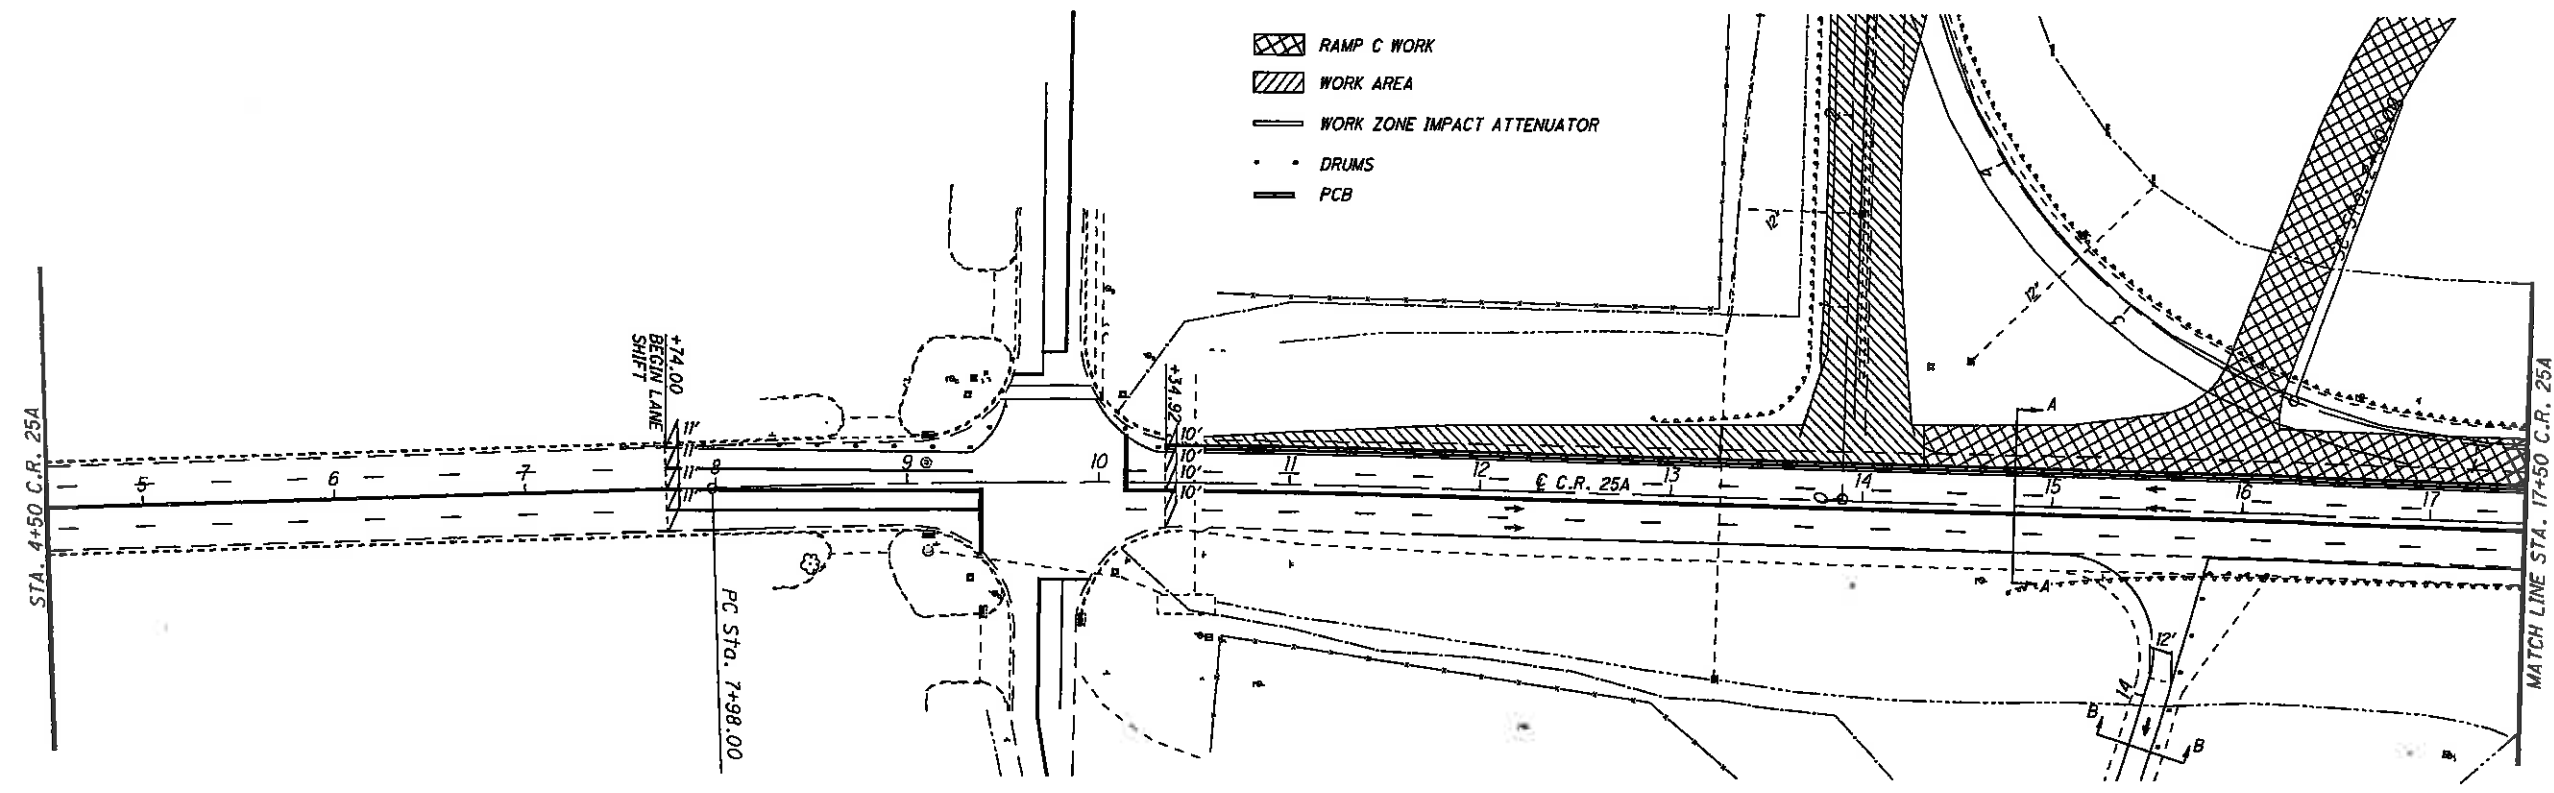 RAMP C WORK
WORK AREA
WORK ZONE IMPACT ATTENUATOR
DRUMS
PCB
STA. 4+50 C.R. 25A
+74.00
BEGIN LANE
SHIFT
11'
11'
11'
5
6
7
8
9
10
PC Sta. 7+98.00
+34.92
10'
10'
10'
10'
11
12
℄ C.R. 25A
13
14
15
16
17
12'
12'
A
A
12'
14
B
B
MATCH LINE STA. 17+50 C.R. 25A